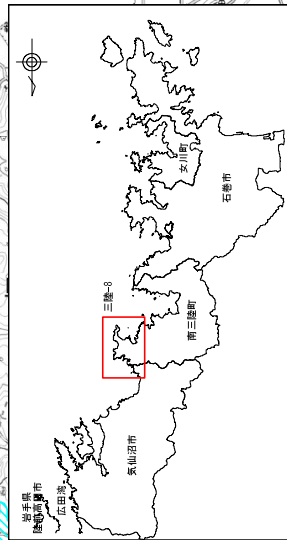 岩手県
陸前高田市
広田湾
気仙沼市
三陸-8
南三陸町
女川町
石巻市